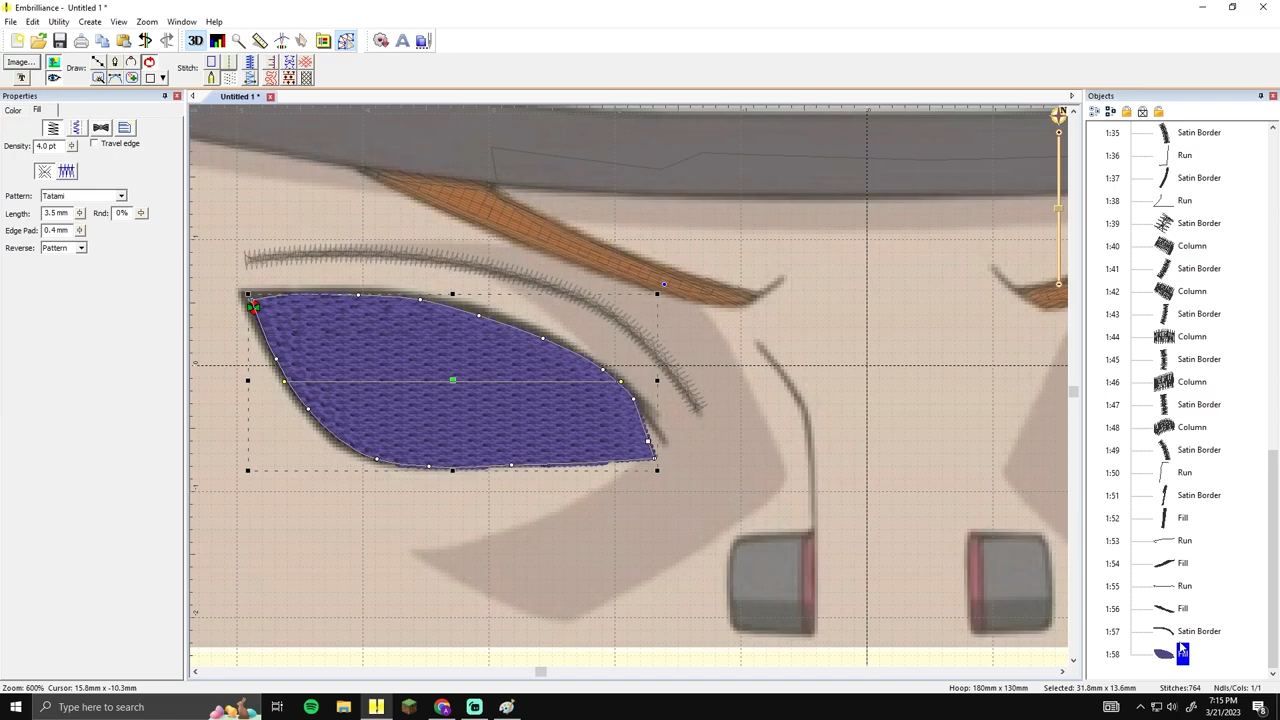 Embrilliance - Untitled 1 *
File Edit Utility Create View Zoom Window Help
3D
Image... Draw: Stitch:
Properties
Untitled 1 *
Objects
Color Fill
Density: 4.0 pt Travel edge
Pattern: Tatami
Length: 3.5 mm Rnd: 0%
Edge Pad: 0.4 mm
Reverse: Pattern
N
1:35 Satin Border
1:36 Run
1:37 Satin Border
1:38 Run
1:39 Satin Border
1:40 Column
1:41 Satin Border
1:42 Column
1:43 Satin Border
1:44 Column
1:45 Satin Border
1:46 Column
1:47 Satin Border
1:48 Column
1:49 Satin Border
1:50 Run
1:51 Satin Border
1:52 Fill
1:53 Run
1:54 Fill
1:55 Run
1:56 Fill
1:57 Satin Border
1:58 Fill
Zoom: 600% Cursor: 15.8mm x -10.3mm
Hoop: 180mm x 130mm Selected: 31.8mm x 13.6mm Stitches:764 Ndls/Cols: 1/1
Type here to search
7:15 PM
3/21/2023